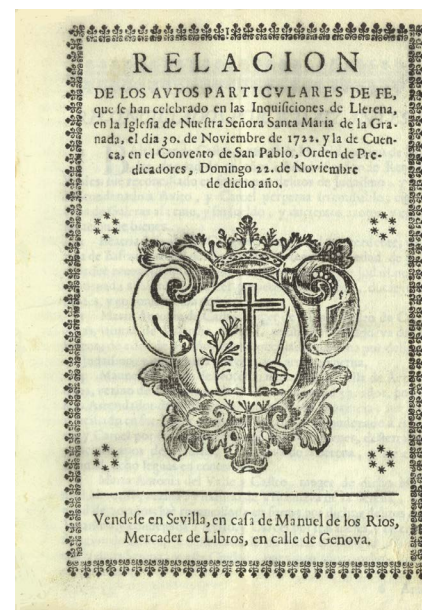 RELACION
DE LOS AVTOS PARTICVLARES DE FE,
que ſe han celebrado en las Inquiſiciones de Llerena,
en la Igleſia de Nueſtra Señora Santa Maria de la Gra-
nada, el dia 30. de Noviembre de 1722. y la de Cuen-
ca, en el Convento de San Pablo, Orden de Pre-
dicadores, Domingo 22. de Noviembre
de dicho año.
Vendeſe en Sevilla, en caſa de Manuel de los Rios,
Mercader de Libros, en calle de Genova.